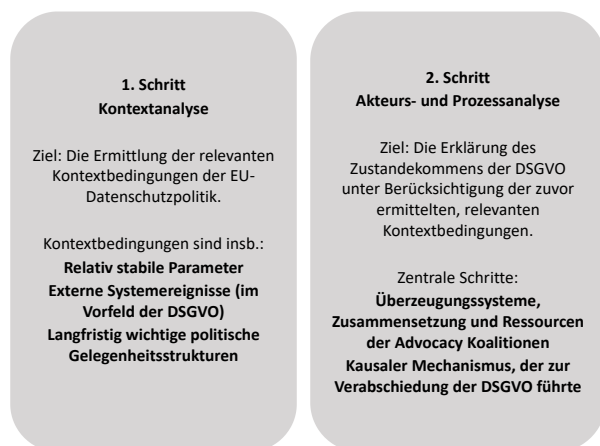 1. Schritt
Kontextanalyse
Ziel: Die Ermittlung der relevanten
Kontextbedingungen der EU-
Datenschutzpolitik.
Kontextbedingungen sind insb.:
Relativ stabile Parameter
Externe Systemereignisse (im
Vorfeld der DSGVO)
Langfristig wichtige politische
Gelegenheitsstrukturen
2. Schritt
Akteurs- und Prozessanalyse
Ziel: Die Erklärung des
Zustandekommens der DSGVO
unter Berücksichtigung der zuvor
ermittelten, relevanten
Kontextbedingungen.
Zentrale Schritte:
Überzeugungssysteme,
Zusammensetzung und Ressourcen
der Advocacy Koalitionen
Kausaler Mechanismus, der zur
Verabschiedung der DSGVO führte